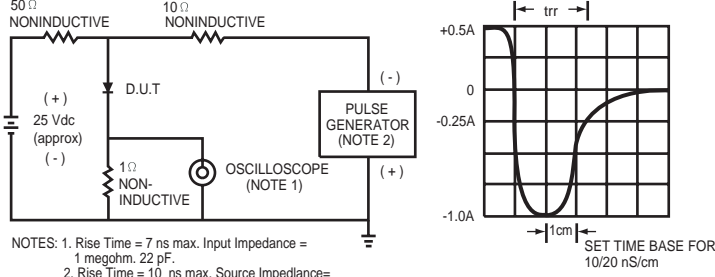 50 Ω
NONINDUCTIVE
10 Ω
NONINDUCTIVE
( + )
25 Vdc
(approx)
( - )
D.U.T
1 Ω
NON-
INDUCTIVE
OSCILLOSCOPE
(NOTE 1)
( - )
PULSE
GENERATOR
(NOTE 2)
( + )
NOTES: 1. Rise Time = 7 ns max. Input Impedance =
1 megohm. 22 pF.
2. Rise Time = 10 ns max. Source Impedlance=
trr
+0.5A
0
-0.25A
-1.0A
1cm
SET TIME BASE FOR
10/20 nS/cm